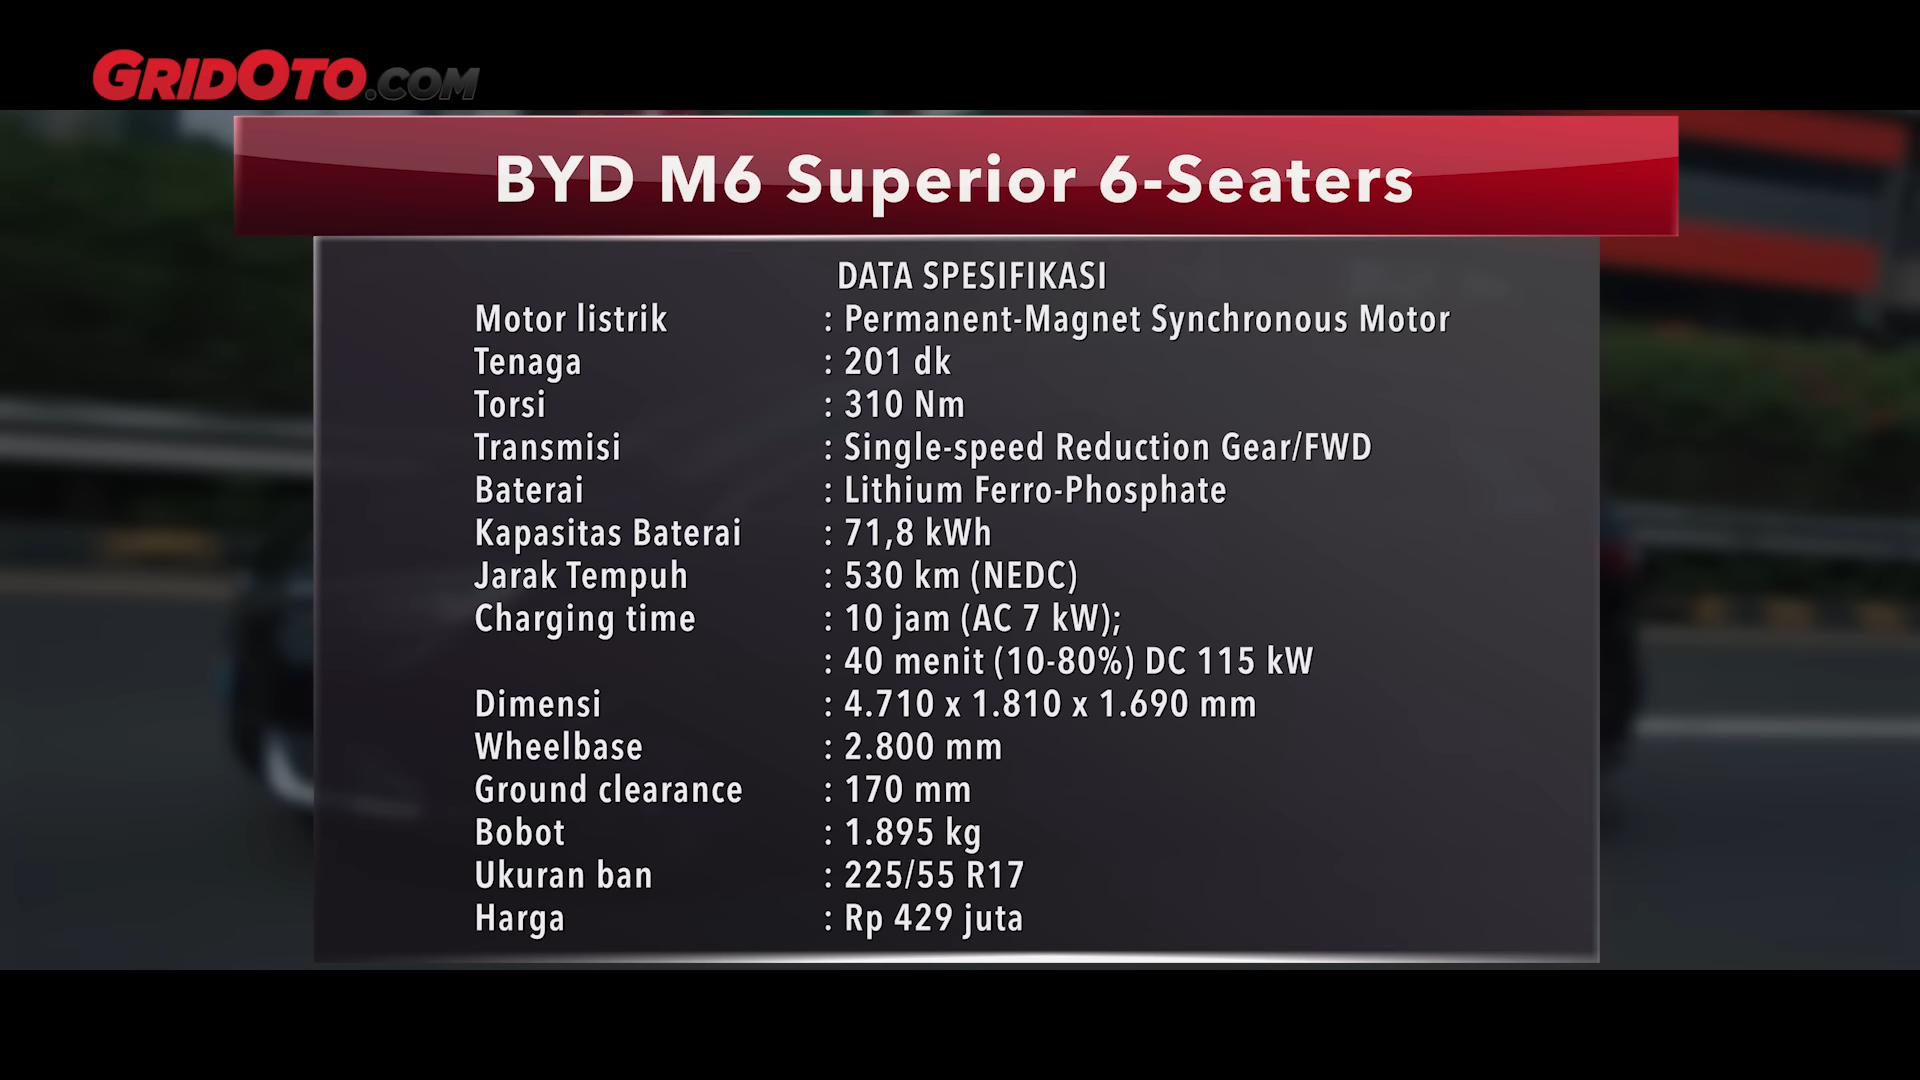 GRIDOTO.COM
BYD M6 Superior 6-Seaters
DATA SPESIFIKASI
Motor listrik : Permanent-Magnet Synchronous Motor
Tenaga : 201 dk
Torsi : 310 Nm
Transmisi : Single-speed Reduction Gear/FWD
Baterai : Lithium Ferro-Phosphate
Kapasitas Baterai : 71,8 kWh
Jarak Tempuh : 530 km (NEDC)
Charging time : 10 jam (AC 7 kW);
: 40 menit (10-80%) DC 115 kW
Dimensi : 4.710 x 1.810 x 1.690 mm
Wheelbase : 2.800 mm
Ground clearance : 170 mm
Bobot : 1.895 kg
Ukuran ban : 225/55 R17
Harga : Rp 429 juta